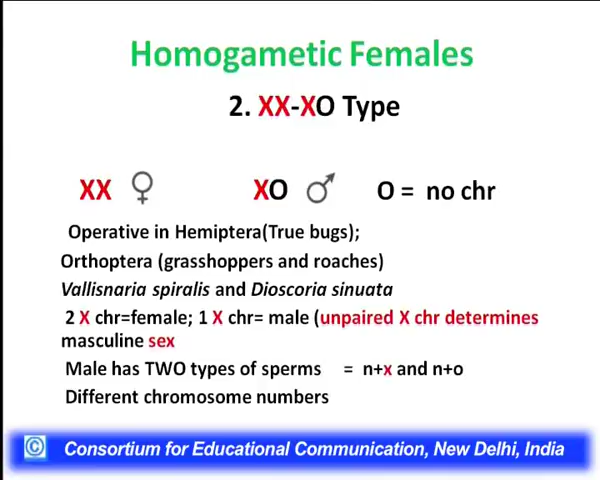 Homogametic Females
2. XX-XO Type
XX ♀ XO ♂ O = no chr
Operative in Hemiptera(True bugs);
Orthoptera (grasshoppers and roaches)
Vallisnaria spiralis and Dioscoria sinuata
2 X chr=female; 1 X chr= male (unpaired X chr determines
masculine sex
Male has TWO types of sperms = n+x and n+o
Different chromosome numbers
© Consortium for Educational Communication, New Delhi, India